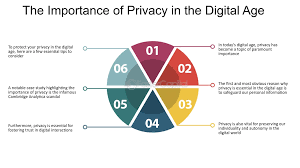 The Importance of Privacy in the Digital Age
To protect your privacy in the digital
age, here are a few essential tips to
consider
01
In today's digital age, privacy has
become a topic of
paramount importance
06
02
A notable case study highlighting the
importance of privacy is the infamous
Cambridge Analytica scandal
The first and most obvious reason why
privacy is essential in the digital age is
to safeguard our personal information
05
03
Furthermore, privacy is essential for
fostering trust in digital interactions
04
Privacy is also vital for preserving our
individuality and autonomy in the
digital world